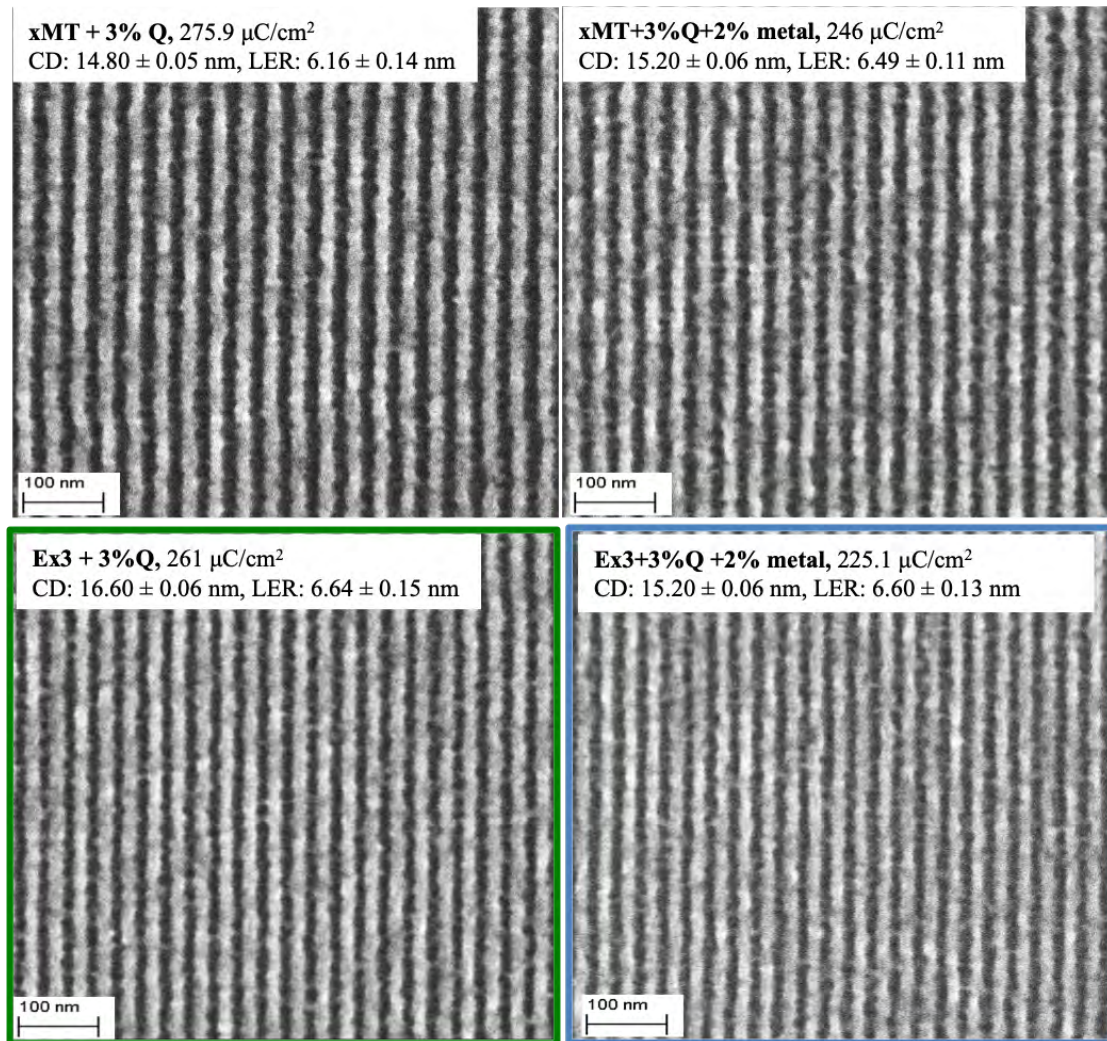 xMT + 3% Q, 275.9 μC/cm²
CD: 14.80 ± 0.05 nm, LER: 6.16 ± 0.14 nm
xMT+3%Q+2% metal, 246 μC/cm²
CD: 15.20 ± 0.06 nm, LER: 6.49 ± 0.11 nm
100 nm
100 nm
Ex3 + 3%Q, 261 μC/cm²
CD: 16.60 ± 0.06 nm, LER: 6.64 ± 0.15 nm
Ex3+3%Q +2% metal, 225.1 μC/cm²
CD: 15.20 ± 0.06 nm, LER: 6.60 ± 0.13 nm
100 nm
100 nm